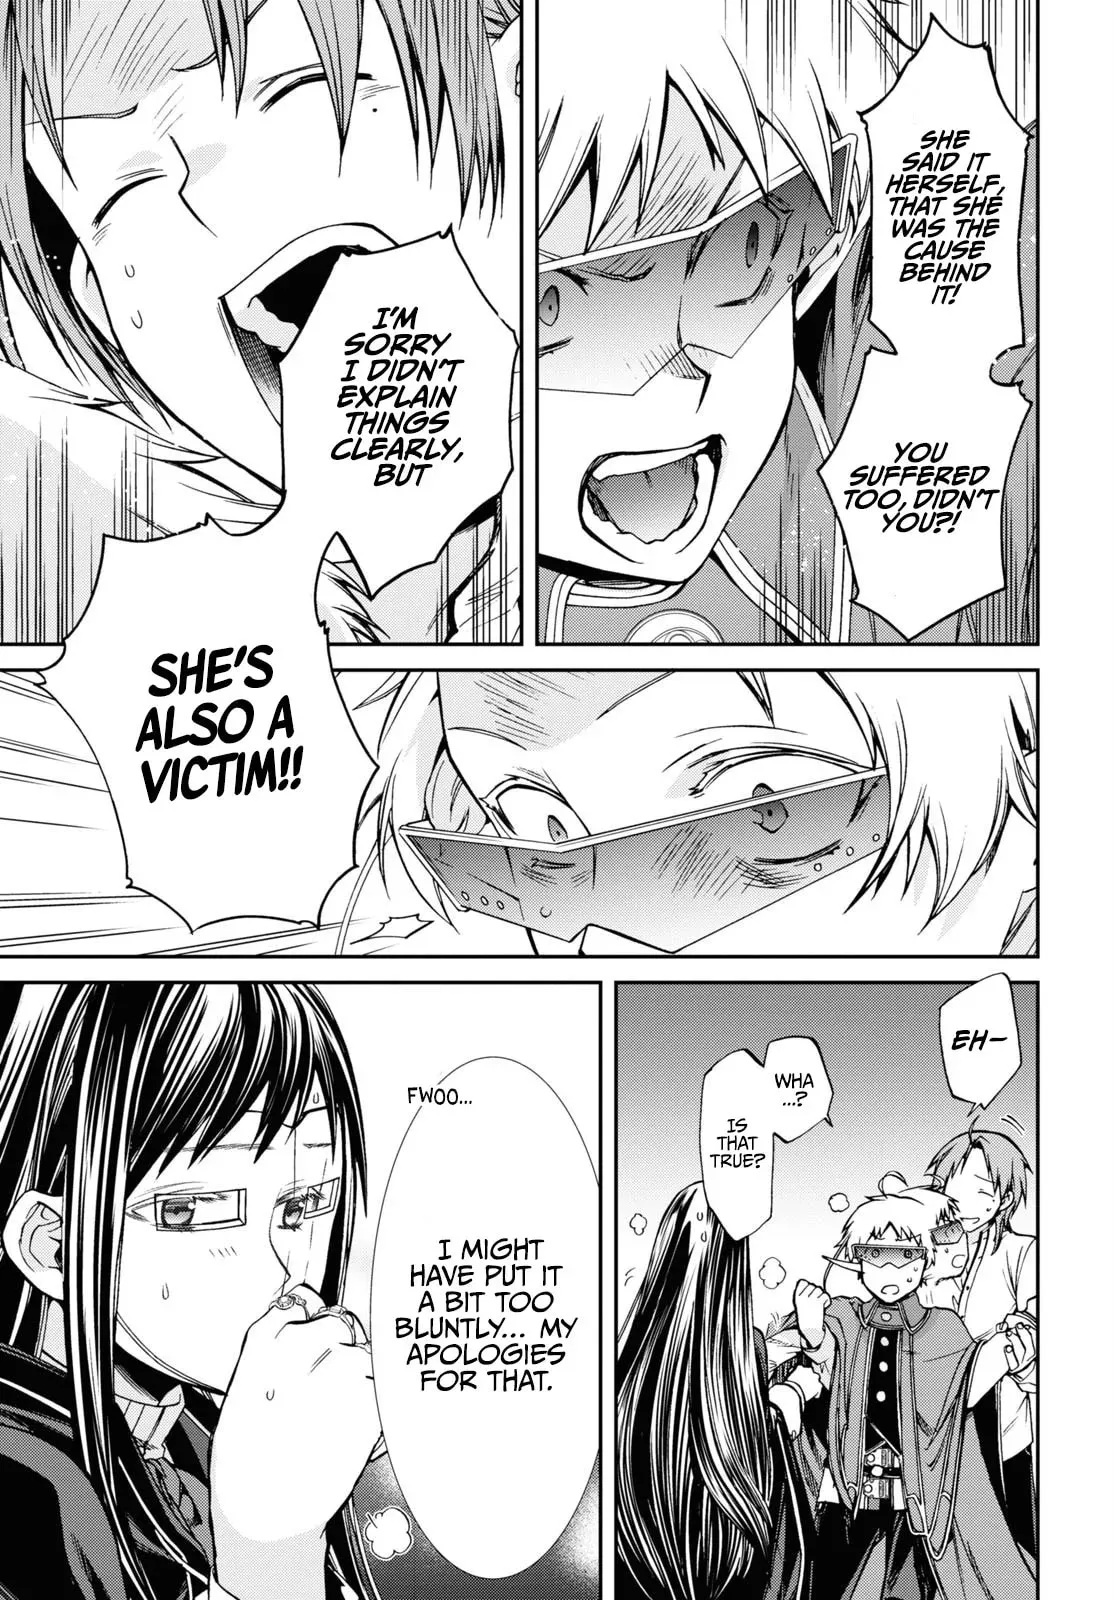 SHE
SAID IT
HERSELF,
THAT SHE
WAS THE
CAUSE
BEHIND
IT!
YOU
SUFFERED
TOO, DIDN'T
YOU?!
I'M
SORRY
I DIDN'T
EXPLAIN
THINGS
CLEARLY,
BUT
SHE'S
ALSO A
VICTIM!!
EH-
WHA
...?
IS
THAT
TRUE?
FWOO...
I MIGHT
HAVE PUT IT
A BIT TOO
BLUNTLY... MY
APOLOGIES
FOR THAT.